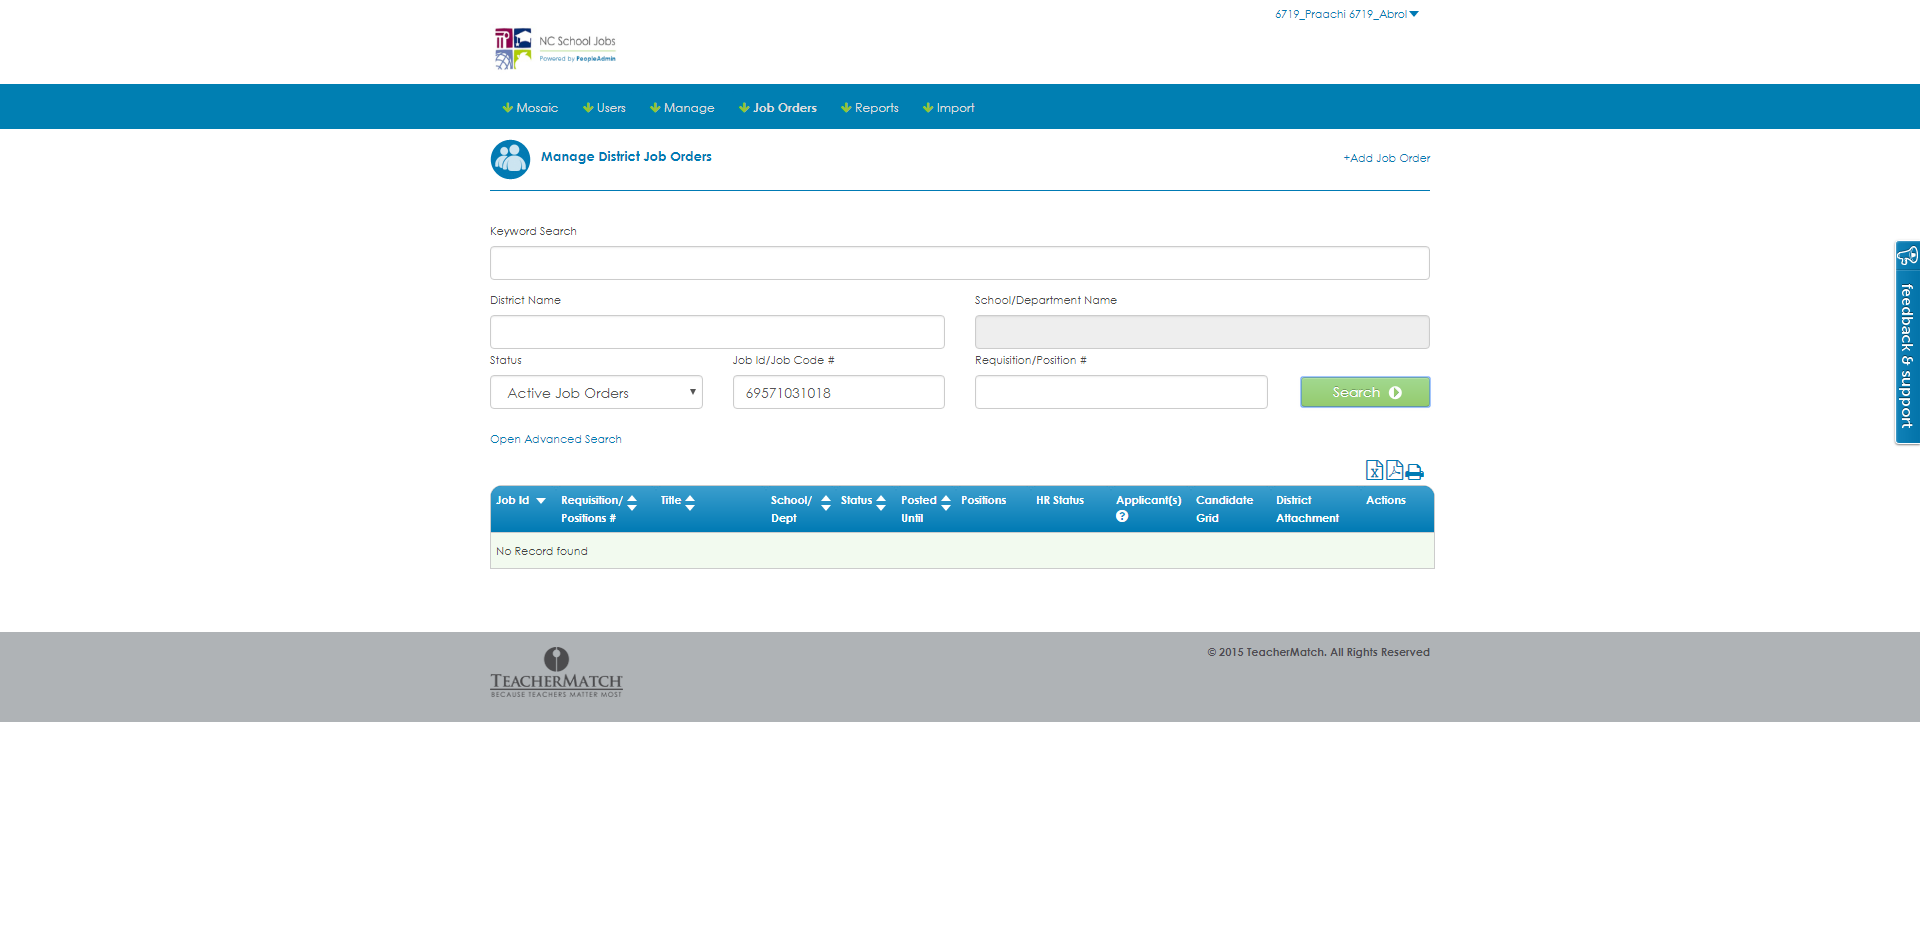 6719_Praachi 6719_Abrol
NC School Jobs
Powered by PeopleAdmin
Mosaic Users Manage Job Orders Reports Import
Manage District Job Orders
+Add Job Order
Keyword Search
District Name School/Department Name
Status Job Id/Job Code # Requisition/Position #
Active Job Orders 69571031018 Search
Open Advanced Search
Job Id Requisition/ Title School/ Status Posted Positions HR Status Applicant(s) Candidate District Actions
Positions # Dept Until ? Grid Attachment
No Record found
feedback & support
© 2015 TeacherMatch. All Rights Reserved
TEACHERMATCH
BECAUSE TEACHERS MATTER MOST